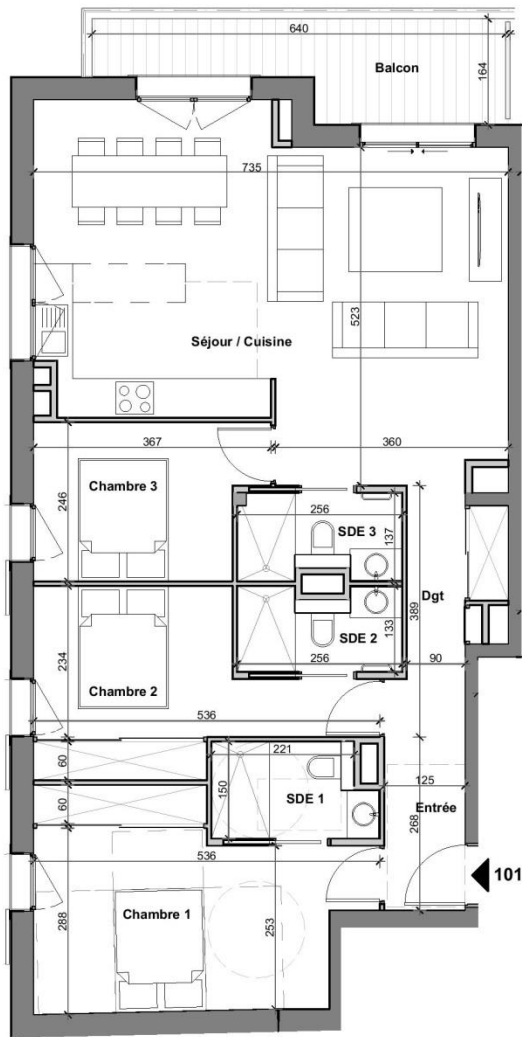 640
Balcon
164
735
523
Séjour / Cuisine
367
360
Chambre 3
246
256
SDE 3
137
Dgt
389
133
SDE 2
234
Chambre 2
256
90
536
60
221
60
150
SDE 1
125
Entrée
268
536
101
288
Chambre 1
253